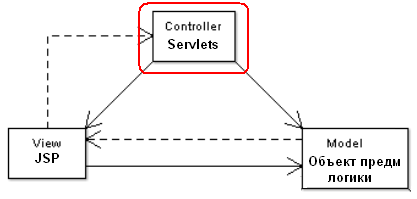 Controller
Servlets
View
JSP
Model
Объект предм
логики